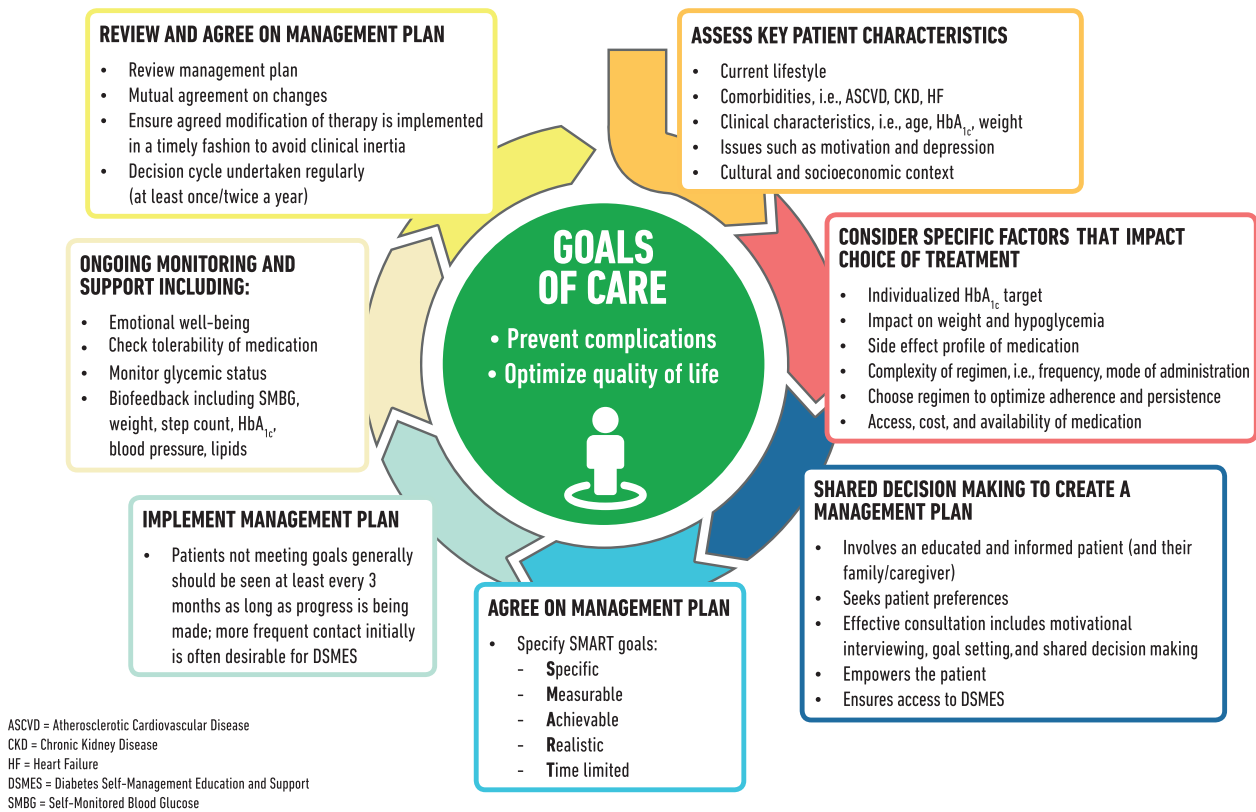 REVIEW AND AGREE ON MANAGEMENT PLAN
• Review management plan
• Mutual agreement on changes
• Ensure agreed modification of therapy is implemented
in a timely fashion to avoid clinical inertia
• Decision cycle undertaken regularly
(at least once/twice a year)
ASSESS KEY PATIENT CHARACTERISTICS
• Current lifestyle
• Comorbidities, i.e., ASCVD, CKD, HF
• Clinical characteristics, i.e., age, HbA1c, weight
• Issues such as motivation and depression
• Cultural and socioeconomic context
CONSIDER SPECIFIC FACTORS THAT IMPACT
CHOICE OF TREATMENT
• Individualized HbA1c target
• Impact on weight and hypoglycemia
• Side effect profile of medication
• Complexity of regimen, i.e., frequency, mode of administration
• Choose regimen to optimize adherence and persistence
• Access, cost, and availability of medication
SHARED DECISION MAKING TO CREATE A
MANAGEMENT PLAN
• Involves an educated and informed patient (and their
family/caregiver)
• Seeks patient preferences
• Effective consultation includes motivational
interviewing, goal setting,and shared decision making
• Empowers the patient
• Ensures access to DSMES
AGREE ON MANAGEMENT PLAN
• Specify SMART goals:
- Specific
- Measurable
- Achievable
- Realistic
- Time limited
IMPLEMENT MANAGEMENT PLAN
• Patients not meeting goals generally
should be seen at least every 3
months as long as progress is being
made; more frequent contact initially
is often desirable for DSMES
ONGOING MONITORING AND
SUPPORT INCLUDING:
• Emotional well-being
• Check tolerability of medication
• Monitor glycemic status
• Biofeedback including SMBG,
weight, step count, HbA1c,
blood pressure, lipids
GOALS
OF CARE
• Prevent complications
• Optimize quality of life
ASCVD = Atherosclerotic Cardiovascular Disease
CKD = Chronic Kidney Disease
HF = Heart Failure
DSMES = Diabetes Self-Management Education and Support
SMBG = Self-Monitored Blood Glucose